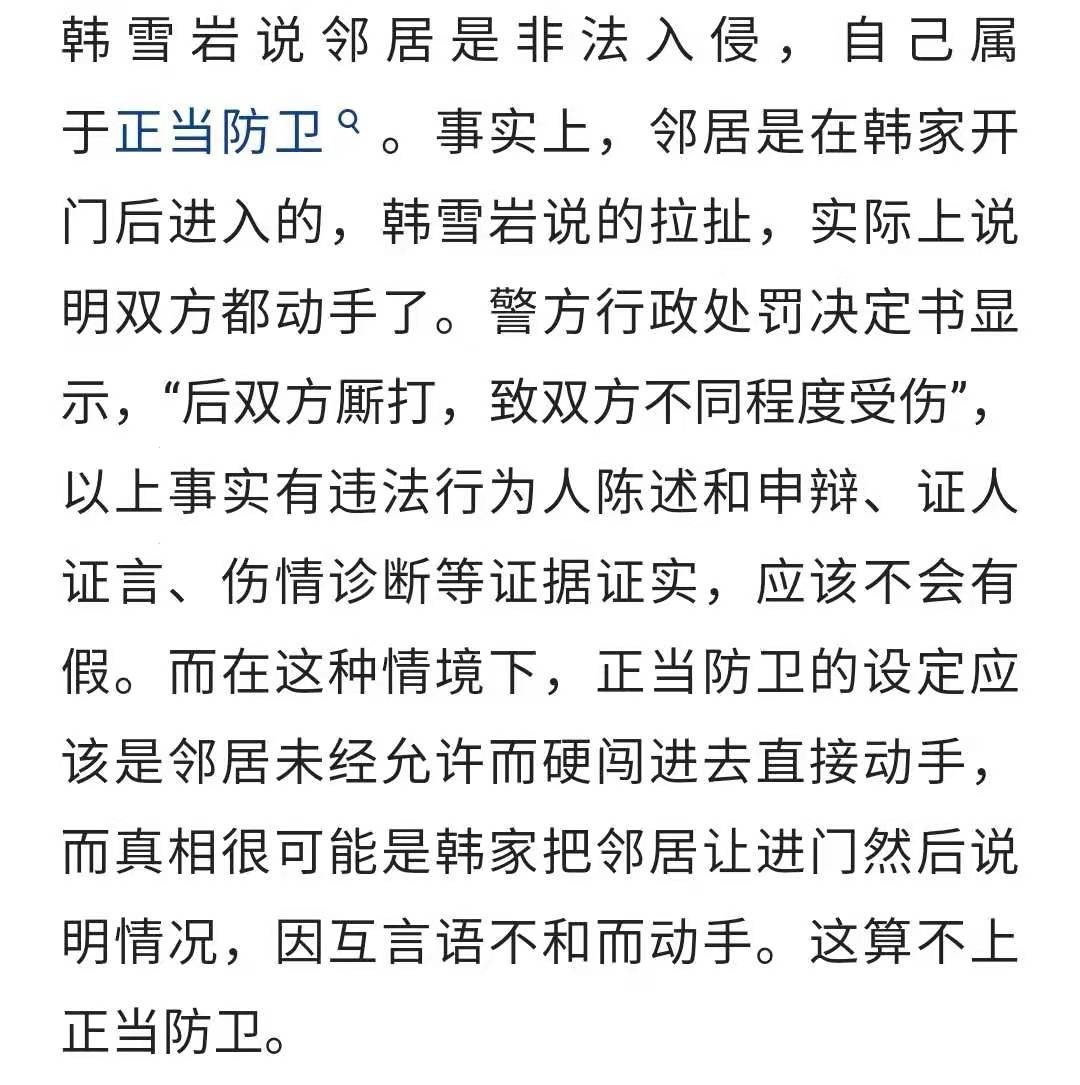 韩雪岩说邻居是非法入侵，自己属
于正当防卫。事实上，邻居是在韩家开
门后进入的，韩雪岩说的拉扯，实际上说
明双方都动手了。警方行政处罚决定书显
示，“后双方厮打，致双方不同程度受伤”，
以上事实有违法行为人陈述和申辩、证人
证言、伤情诊断等证据证实，应该不会有
假。而在这种情境下，正当防卫的设定应
该是邻居未经允许而硬闯进去直接动手，
而真相很可能是韩家把邻居让进门然后说
明情况，因互言语不和而动手。这算不上
正当防卫。